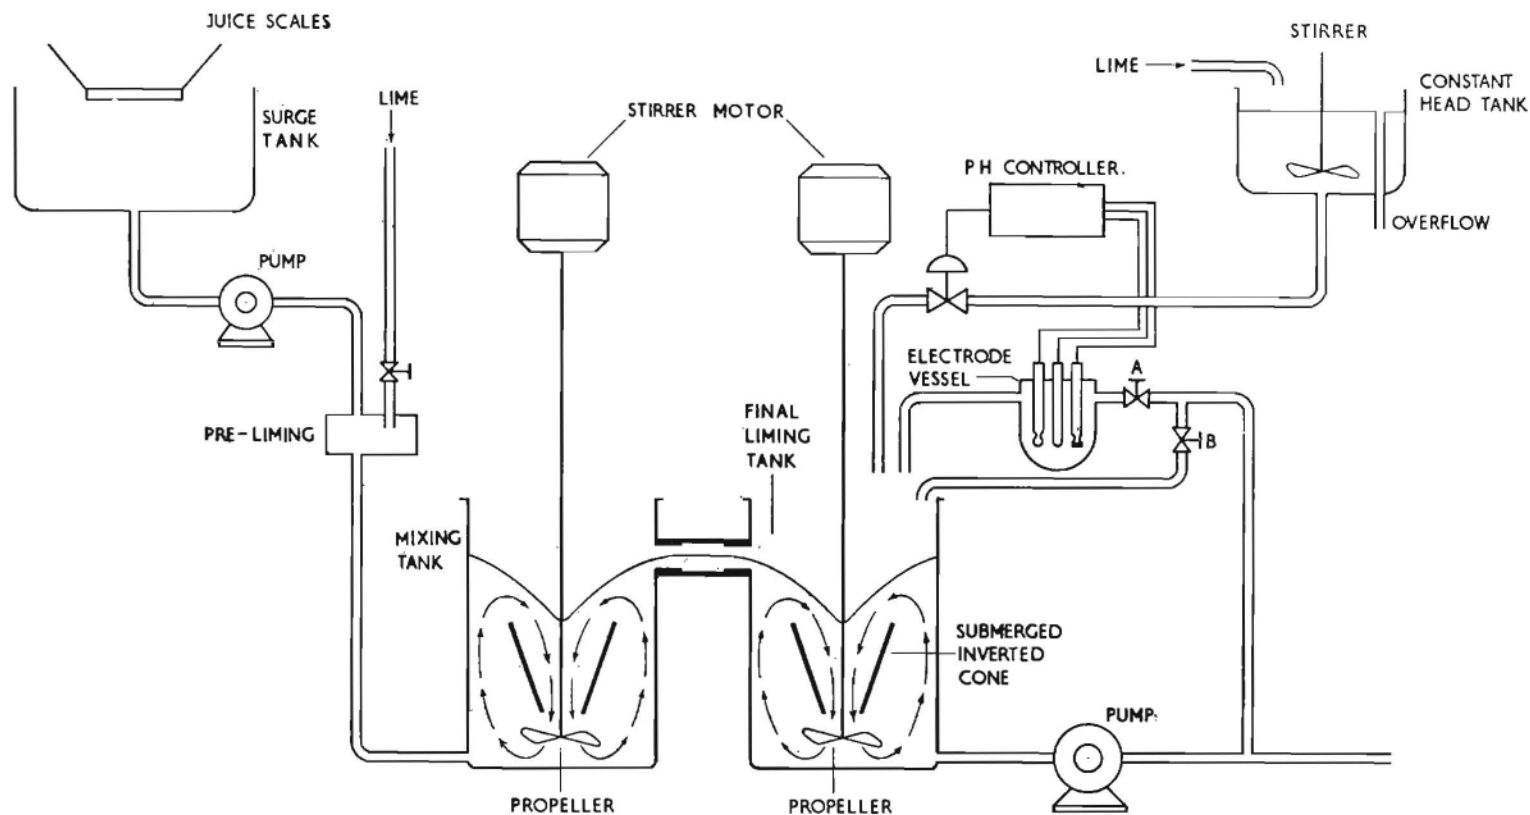 JUICE SCALES
SURGE
TANK
LIME
STIRRER MOTOR
STIRRER
LIME
CONSTANT
HEAD TANK
PH CONTROLLER.
OVERFLOW
PUMP
ELECTRODE
VESSEL
A
B
PRE-LIMING
FINAL
LIMING
TANK
MIXING
TANK
SUBMERGED
INVERTED
CONE
PUMP
PROPELLER
PROPELLER